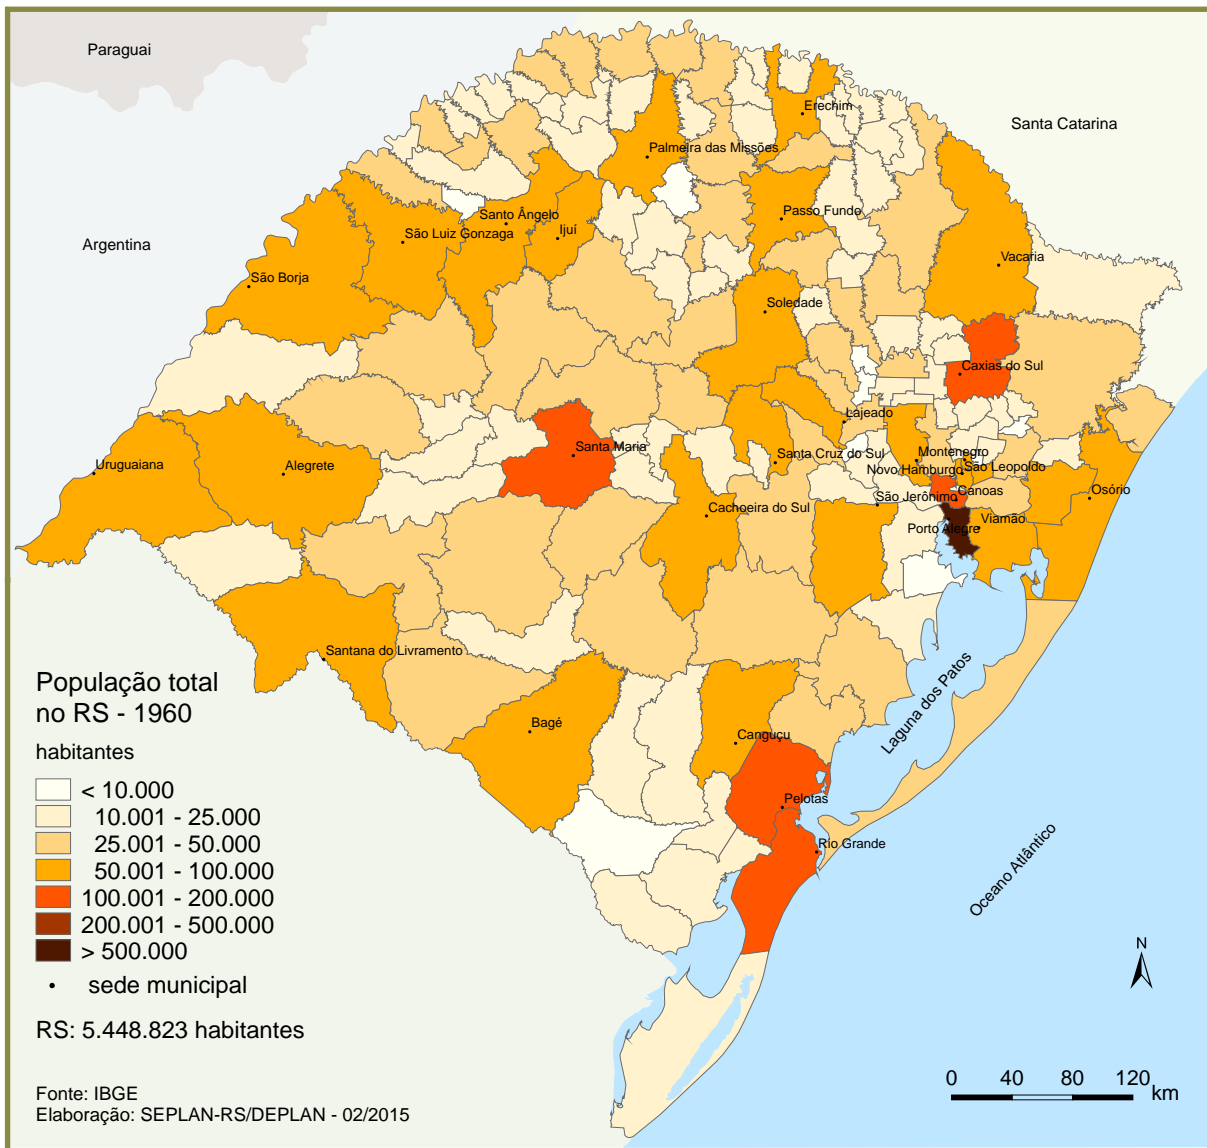 Paraguai
Santa Catarina
Argentina
Erechim
Palmeira das Missões
Passo Fundo
Santo Ângelo
São Luiz Gonzaga
Ijuí
Vacaria
São Borja
Soledade
Caxias do Sul
Lajeado
Santa Maria
Santa Cruz do Sul
Montenegro
Uruguaiana
Alegrete
Novo Hamburgo
São Leopoldo
São Jerônimo
Canoas
Osório
Cachoeira do Sul
Porto Alegre
Viamão
Santana do Livramento
Laguna dos Patos
Bagé
Canguçu
Pelotas
Rio Grande
Oceano Atlântico
População total
no RS - 1960
habitantes
< 10.000
10.001 - 25.000
25.001 - 50.000
50.001 - 100.000
100.001 - 200.000
200.001 - 500.000
> 500.000
sede municipal
RS: 5.448.823 habitantes
Fonte: IBGE
Elaboração: SEPLAN-RS/DEPLAN - 02/2015
N
0 40 80 120
km